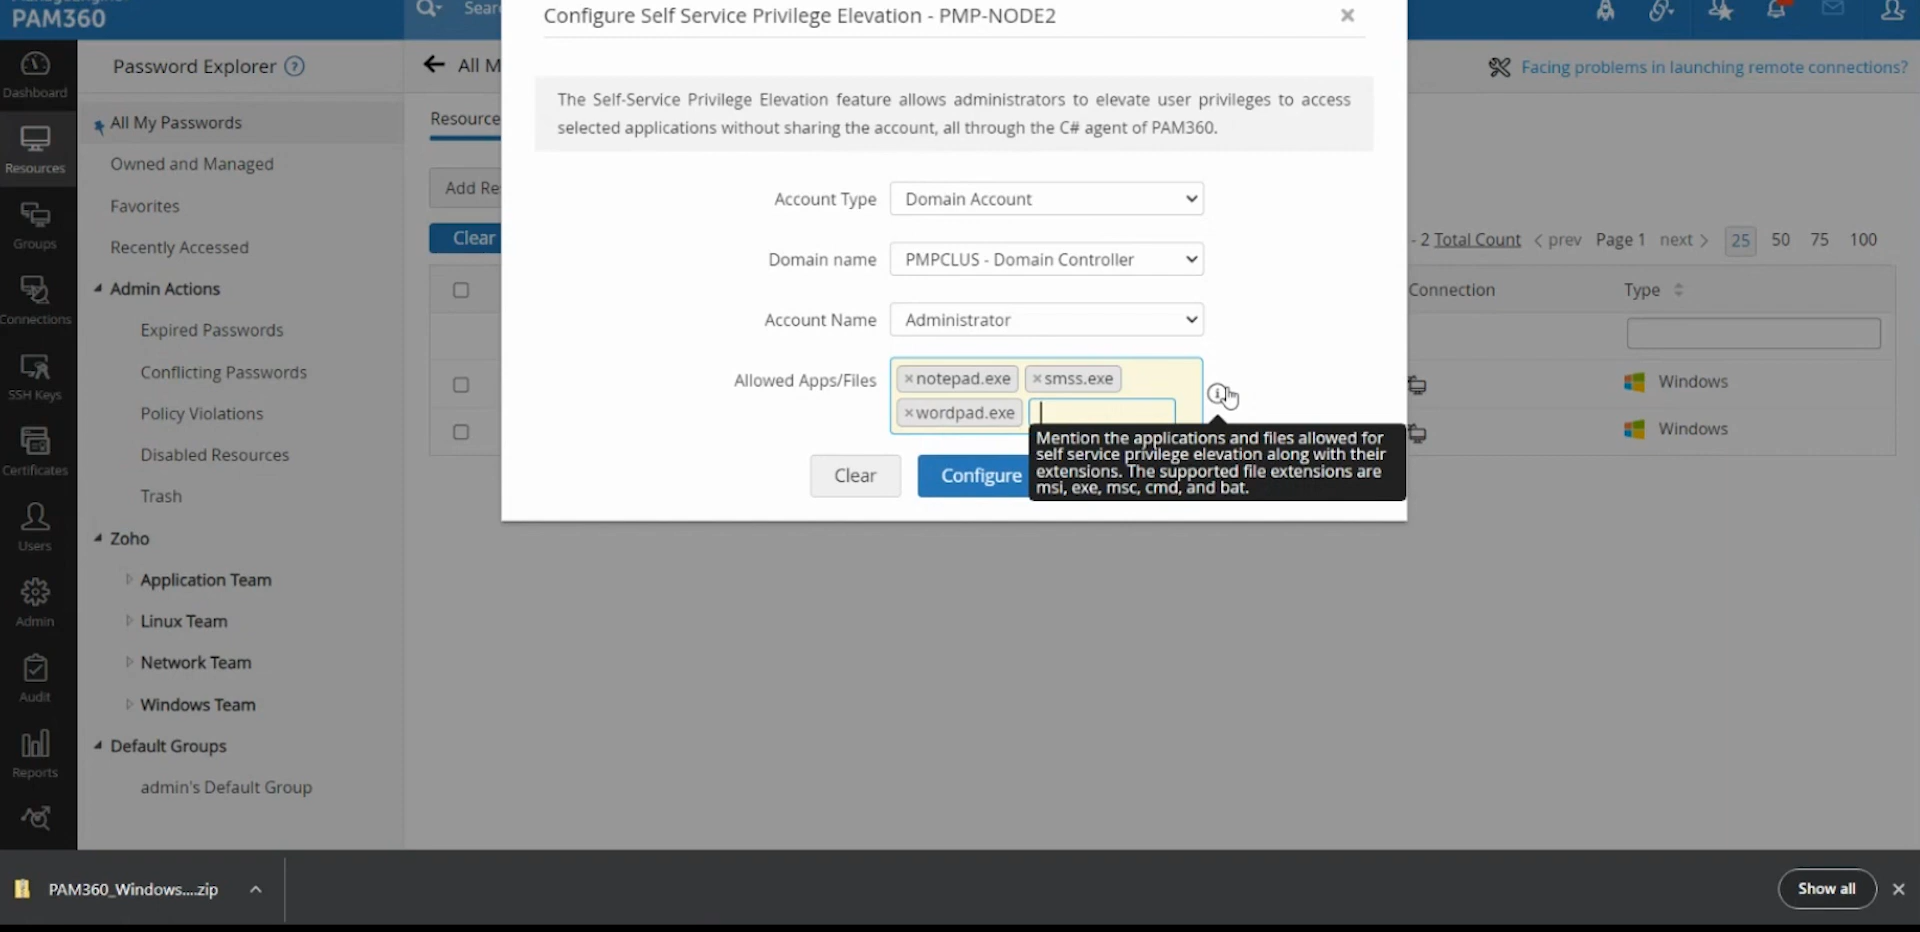 PAM360
Sear
Configure Self Service Privilege Elevation - PMP-NODE2
Password Explorer
All M
Facing problems in launching remote connections?
Dashboard
Resources
Groups
Connections
SSH Keys
Certificates
Users
Admin
Audit
Reports
All My Passwords
Owned and Managed
Favorites
Recently Accessed
Admin Actions
Expired Passwords
Conflicting Passwords
Policy Violations
Disabled Resources
Trash
Zoho
Application Team
Linux Team
Network Team
Windows Team
Default Groups
admin's Default Group
Resource
Add Re
Clear
The Self-Service Privilege Elevation feature allows administrators to elevate user privileges to access
selected applications without sharing the account, all through the C# agent of PAM360.
Account Type Domain Account
Domain name PMPCLUS - Domain Controller
Account Name Administrator
Allowed Apps/Files ×notepad.exe ×smss.exe
×wordpad.exe
Mention the applications and files allowed for
self service privilege elevation along with their
extensions. The supported file extensions are
msi, exe, msc, cmd, and bat.
Clear Configure
- 2 Total Count prev Page 1 next 25 50 75 100
Connection Type
Windows
Windows
PAM360_Windows....zip
Show all